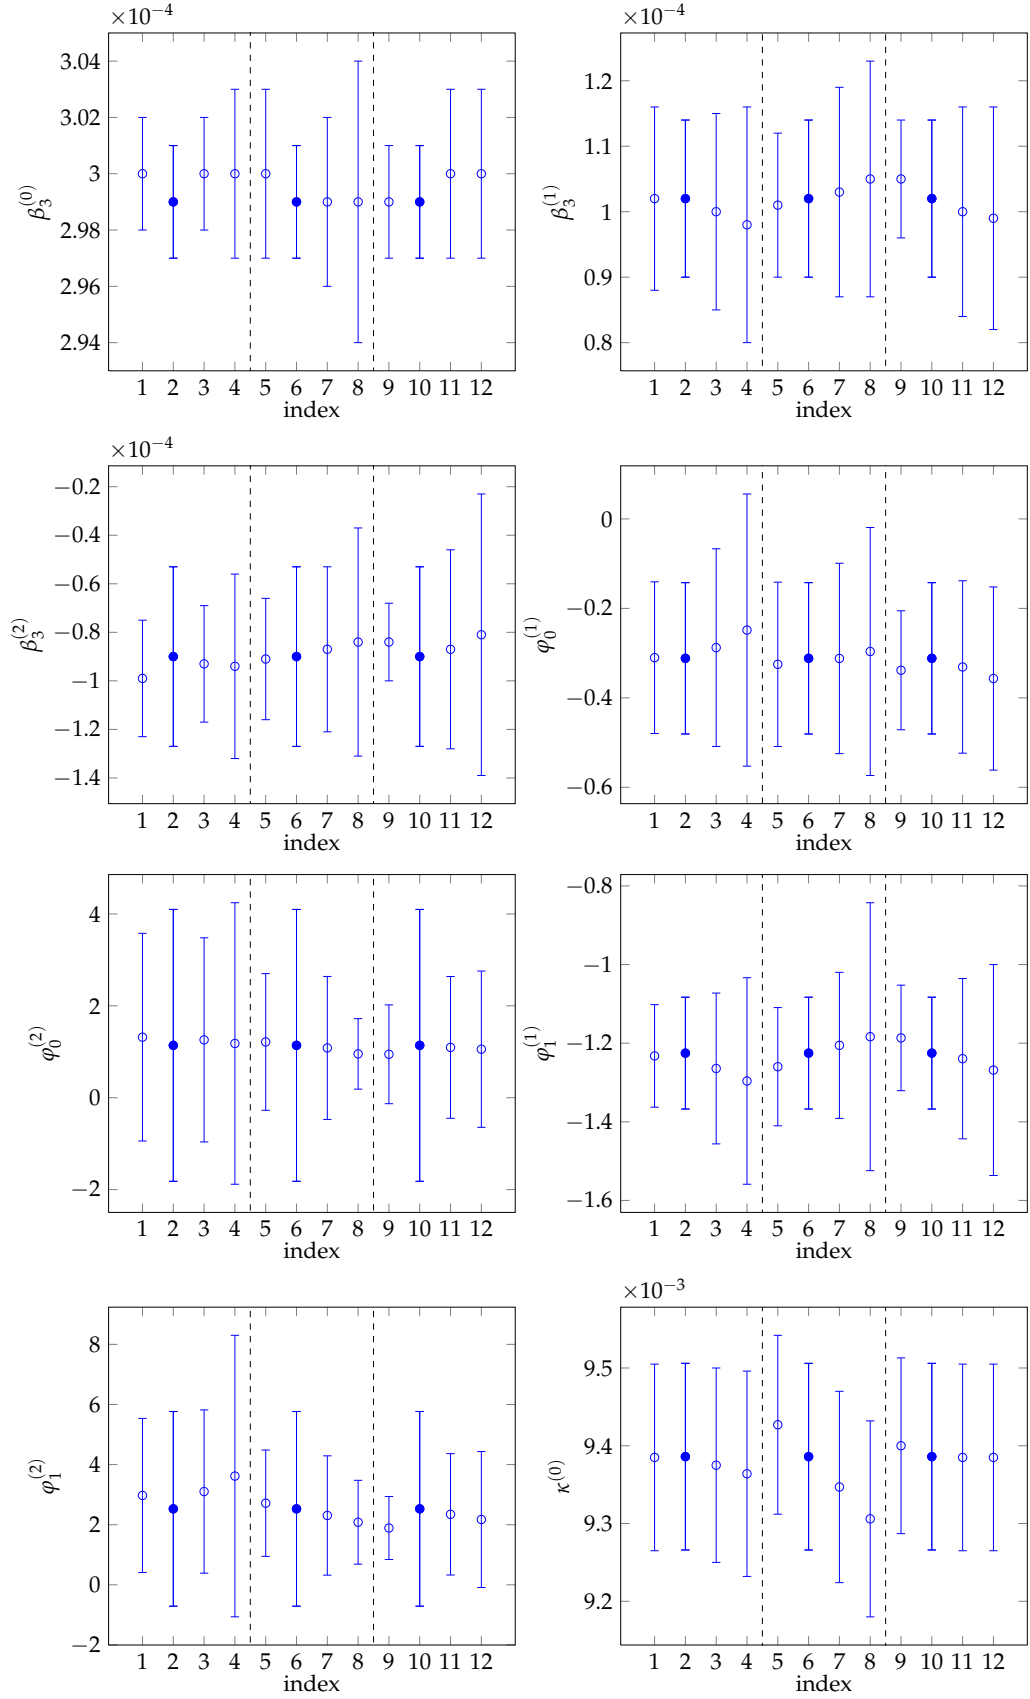 ×10⁻⁴
3.04
3.02
3
2.98
2.96
2.94
β₃⁽⁰⁾
1 2 3 4 5 6 7 8 9 10 11 12
index
×10⁻⁴
1.2
1.1
1
0.9
0.8
β₃⁽¹⁾
1 2 3 4 5 6 7 8 9 10 11 12
index
×10⁻⁴
−0.2
−0.4
−0.6
−0.8
−1
−1.2
−1.4
β₃⁽²⁾
1 2 3 4 5 6 7 8 9 10 11 12
index
0
−0.2
−0.4
−0.6
φ₀⁽¹⁾
1 2 3 4 5 6 7 8 9 10 11 12
index
4
2
0
−2
φ₀⁽²⁾
1 2 3 4 5 6 7 8 9 10 11 12
index
−0.8
−1
−1.2
−1.4
−1.6
φ₁⁽¹⁾
1 2 3 4 5 6 7 8 9 10 11 12
index
8
6
4
2
0
−2
φ₁⁽²⁾
1 2 3 4 5 6 7 8 9 10 11 12
index
×10⁻³
9.5
9.4
9.3
9.2
κ⁽⁰⁾
1 2 3 4 5 6 7 8 9 10 11 12
index